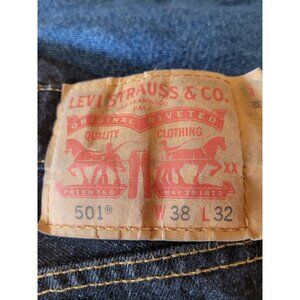 LEVI STRAUSS & CO.
SAN FRANCISCO
CAL.
ORIGINAL RIVETED
QUALITY CLOTHING
XX
PATENTED MAY 20 1873
501® W 38 L 32